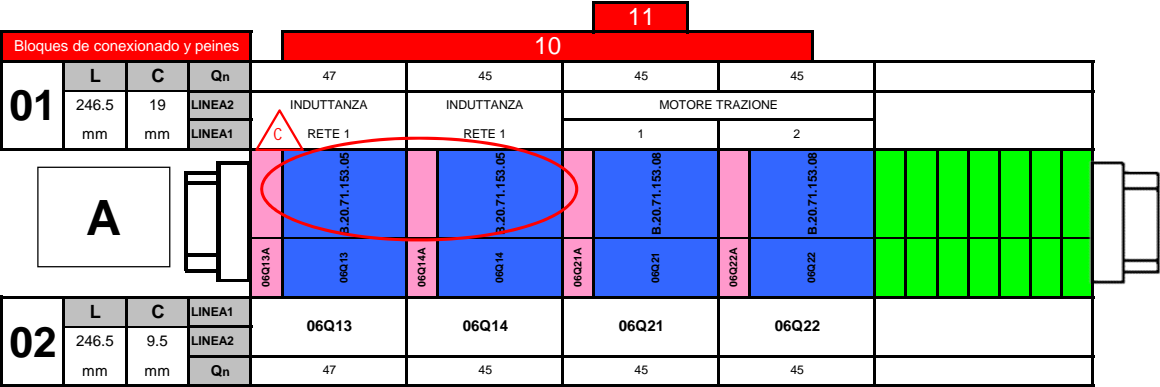 11
Bloques de conexionado y peines
10
01
L C Qn 47 45 45 45
246.5 19 LINEA2 INDUTTANZA INDUTTANZA MOTORE TRAZIONE
mm mm LINEA1 C RETE 1 RETE 1 1 2
A
B.20.71.153.05 B.20.71.153.05 B.20.71.153.08 B.20.71.153.08
06Q13A 06Q13 06Q14A 06Q14 06Q21A 06Q21 06Q22A 06Q22
02
L C LINEA1 06Q13 06Q14 06Q21 06Q22
246.5 9.5 LINEA2
mm mm Qn 47 45 45 45